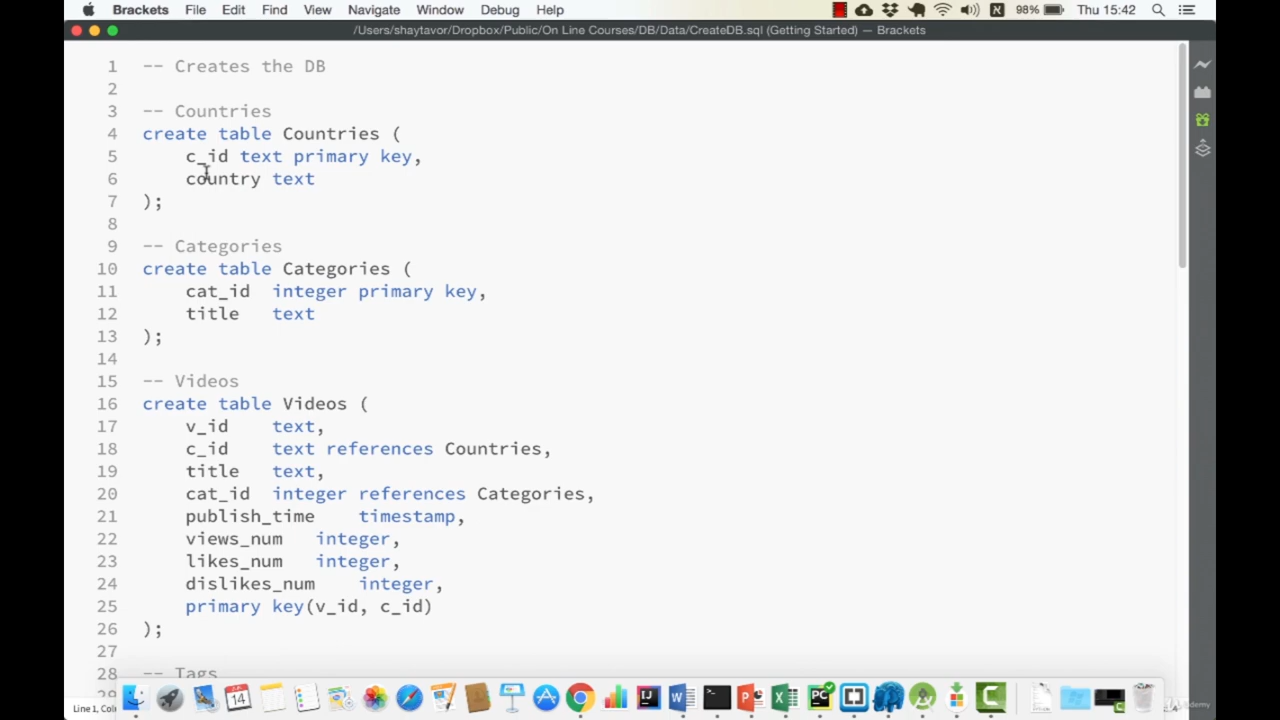 Brackets File Edit Find View Navigate Window Debug Help 98% Thu 15:42
/Users/shaytavor/Dropbox/Public/On Line Courses/DB/Data/CreateDB.sql (Getting Started) — Brackets
1 -- Creates the DB
2
3 -- Countries
4 create table Countries (
5 c_id text primary key,
6 country text
7 );
8
9 -- Categories
10 create table Categories (
11 cat_id integer primary key,
12 title text
13 );
14
15 -- Videos
16 create table Videos (
17 v_id text,
18 c_id text references Countries,
19 title text,
20 cat_id integer references Categories,
21 publish_time timestamp,
22 views_num integer,
23 likes_num integer,
24 dislikes_num integer,
25 primary key(v_id, c_id)
26 );
27
28 -- Tags
Line 1, Col
14